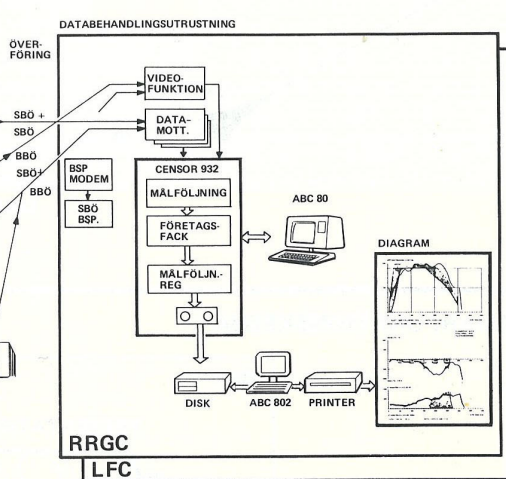 DATABEHANDLINGSUTRUSTNING
ÖVER-
FÖRING
VIDEO-
FUNKTION
SBÖ +
SBÖ
BBÖ
SBÖ+
BBÖ
DATA-
MOTT.
BSP
MODEM
SBÖ
BSP.
CENSOR 932
MÅLFÖLJNING
FÖRETAGS-
FACK
MÅLFÖLJN.-
REG
ABC 80
DIAGRAM
DISK
ABC 802
PRINTER
RRGC
LFC